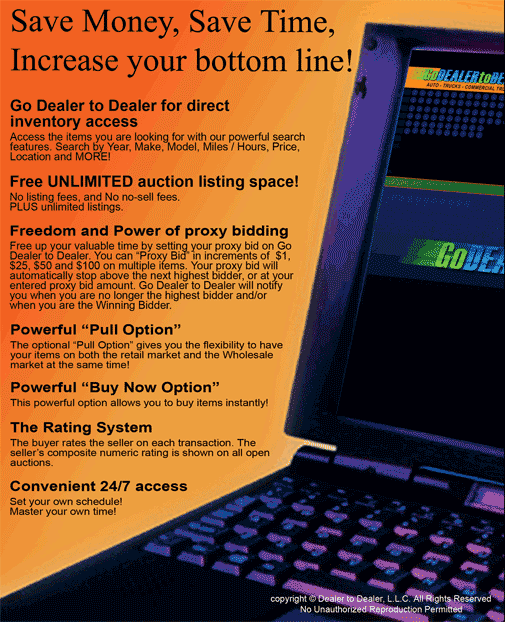 Save Money, Save Time,
Increase your bottom line!
Go Dealer to Dealer for direct
inventory access
Access the items you are looking for with our powerful search
features. Search by Year, Make, Model, Miles / Hours, Price,
Location and MORE!
Free UNLIMITED auction listing space!
No listing fees, and No no-sell fees.
PLUS unlimited listings.
Freedom and Power of proxy bidding
Free up your valuable time by setting your proxy bid on Go
Dealer to Dealer. You can “Proxy Bid” in increments of $1,
$25, $50 and $100 on multiple items. Your proxy bid will
automatically stop above the next highest bidder, or at your
entered proxy bid amount. Go Dealer to Dealer will notify
you when you are no longer the highest bidder and/or
when you are the Winning Bidder.
Powerful “Pull Option”
The optional “Pull Option” gives you the flexibility to have
your items on both the retail market and the Wholesale
market at the same time!
Powerful “Buy Now Option”
This powerful option allows you to buy items instantly!
The Rating System
The buyer rates the seller on each transaction. The
seller’s composite numeric rating is shown on all open
auctions.
Convenient 24/7 access
Set your own schedule!
Master your own time!
GoDEALERtoDE
AUTO - TRUCKS - COMMERCIAL TR
GoDEAL
copyright © Dealer to Dealer, L.L.C. All Rights Reserved
No Unauthorized Reproduction Permitted